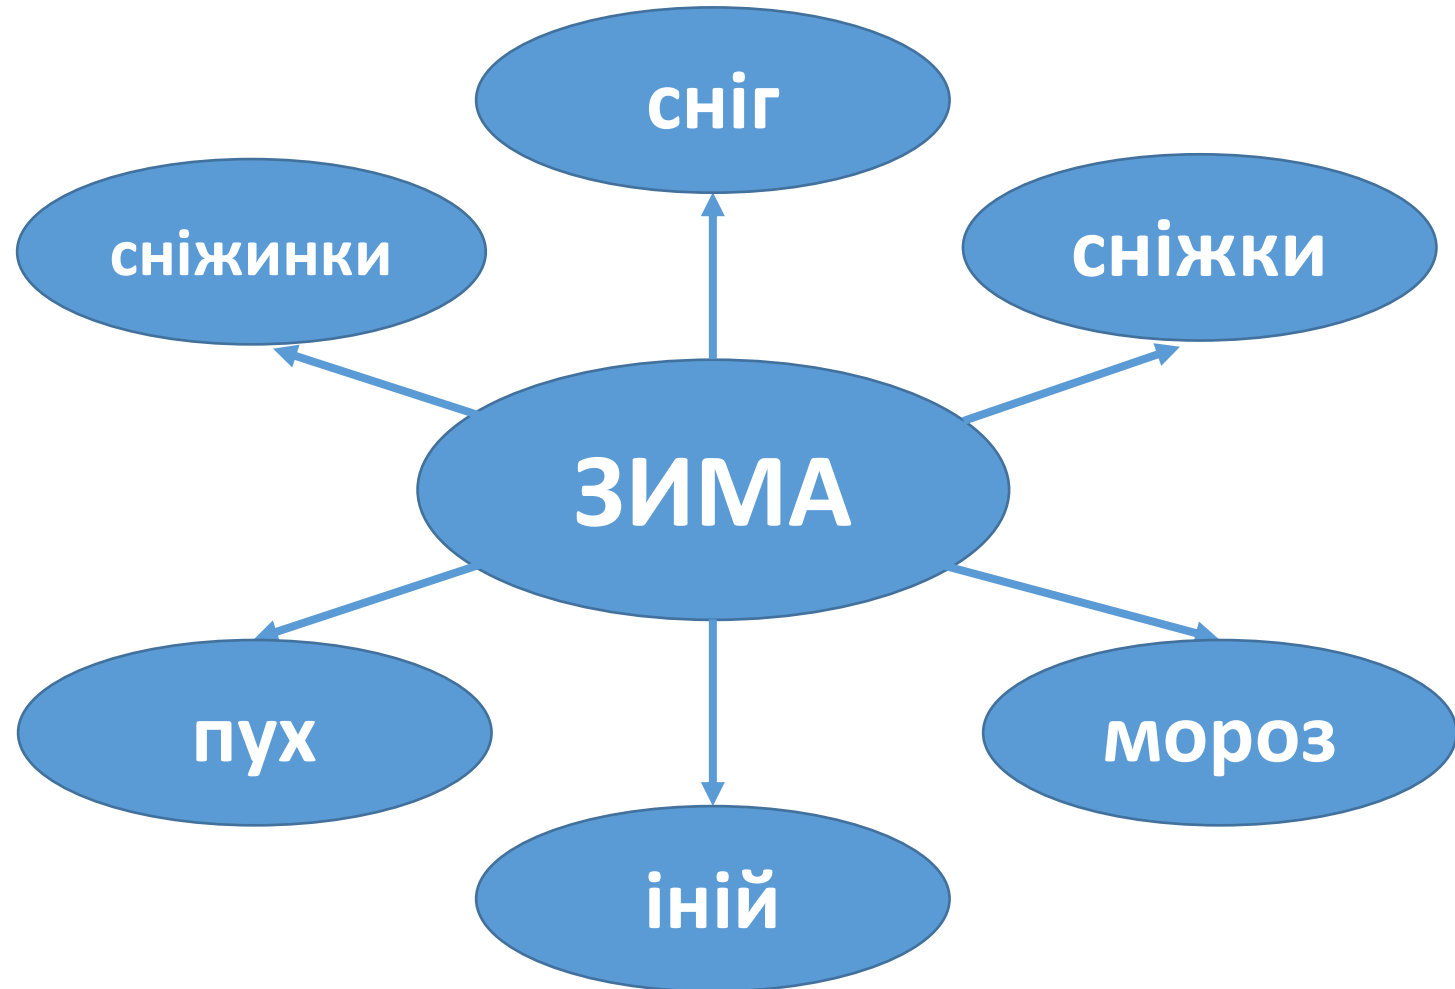 сніг
сніжинки
сніжки
ЗИМА
пух
мороз
іній